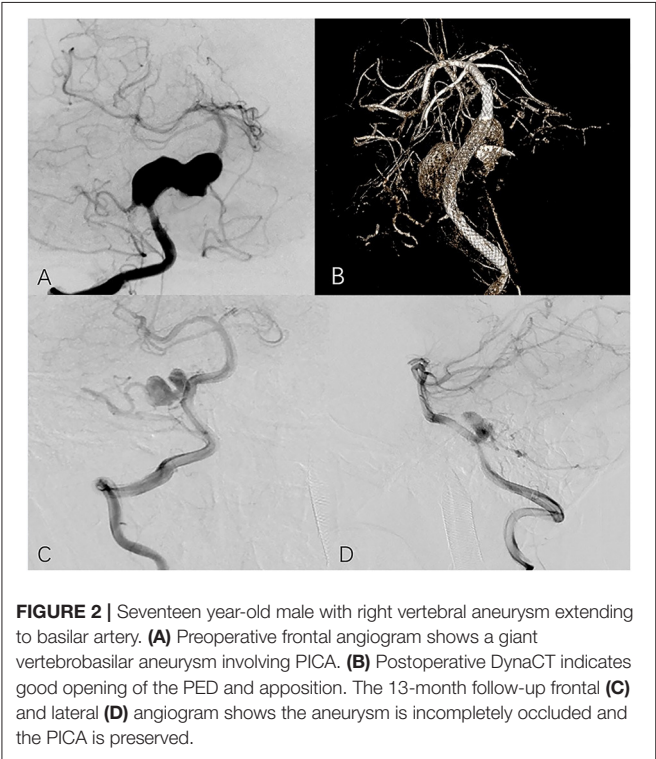 A
B
C
D
FIGURE 2 | Seventeen year-old male with right vertebral aneurysm extending
to basilar artery. (A) Preoperative frontal angiogram shows a giant
vertebrobasilar aneurysm involving PICA. (B) Postoperative DynaCT indicates
good opening of the PED and apposition. The 13-month follow-up frontal (C)
and lateral (D) angiogram shows the aneurysm is incompletely occluded and
the PICA is preserved.